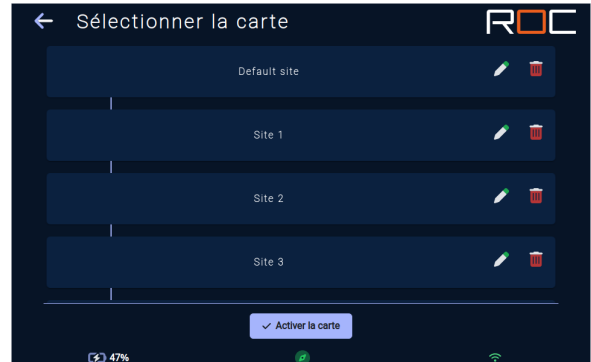 Sélectionner la carte
ROC
Default site
Site 1
Site 2
Site 3
Activer la carte
47%